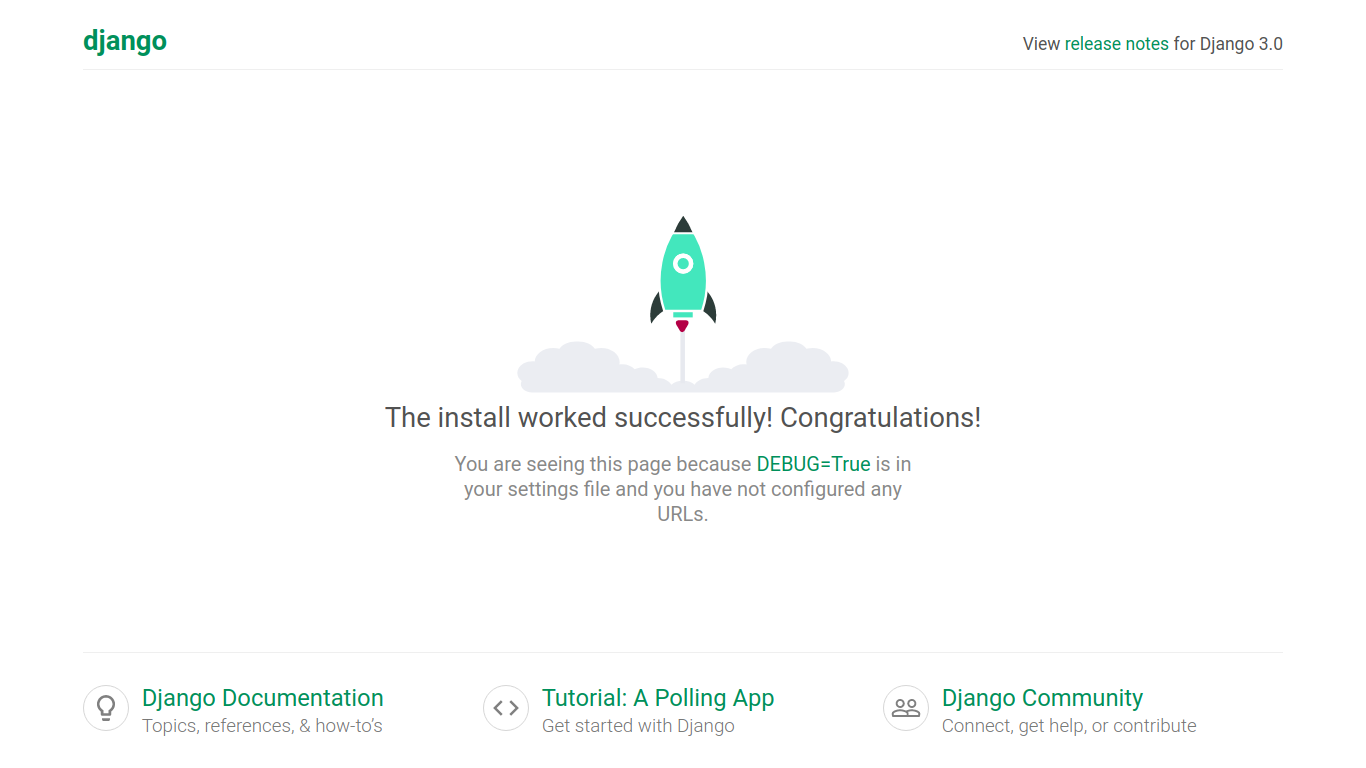 django
View release notes for Django 3.0
The install worked successfully! Congratulations!
You are seeing this page because DEBUG=True is in
your settings file and you have not configured any
URLs.
Django Documentation
Topics, references, & how-to’s
Tutorial: A Polling App
Get started with Django
Django Community
Connect, get help, or contribute